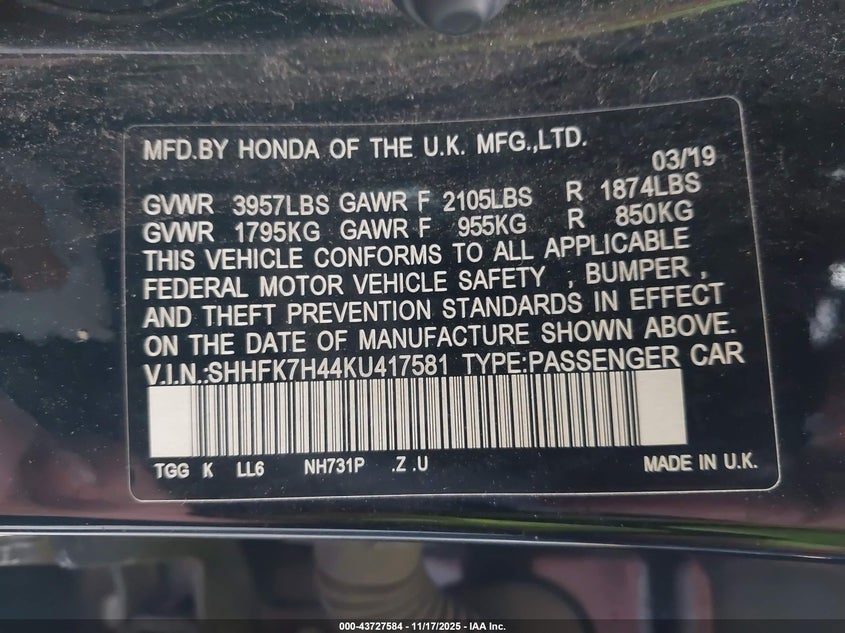 MFD.BY HONDA OF THE U.K. MFG.,LTD.
03/19
GVWR 3957LBS GAWR F 2105LBS R 1874LBS
GVWR 1795KG GAWR F 955KG R 850KG
THIS VEHICLE CONFORMS TO ALL APPLICABLE
FEDERAL MOTOR VEHICLE SAFETY , BUMPER ,
AND THEFT PREVENTION STANDARDS IN EFFECT
ON THE DATE OF MANUFACTURE SHOWN ABOVE.
V.I.N.:SHHFK7H44KU417581 TYPE:PASSENGER CAR
TGG K LL6 NH731P .Z .U MADE IN U.K.
000-43727584 — 11/17/2025 — IAA Inc.